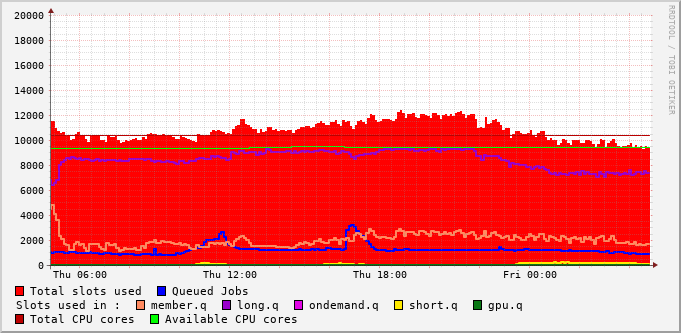 20000
18000
16000
14000
12000
10000
8000
6000
4000
2000
0
Thu 06:00 Thu 12:00 Thu 18:00 Fri 00:00
Total slots used Queued Jobs
Slots used in : member.q long.q ondemand.q short.q gpu.q
Total CPU cores Available CPU cores
RRDTOOL / TOBI OETIKER